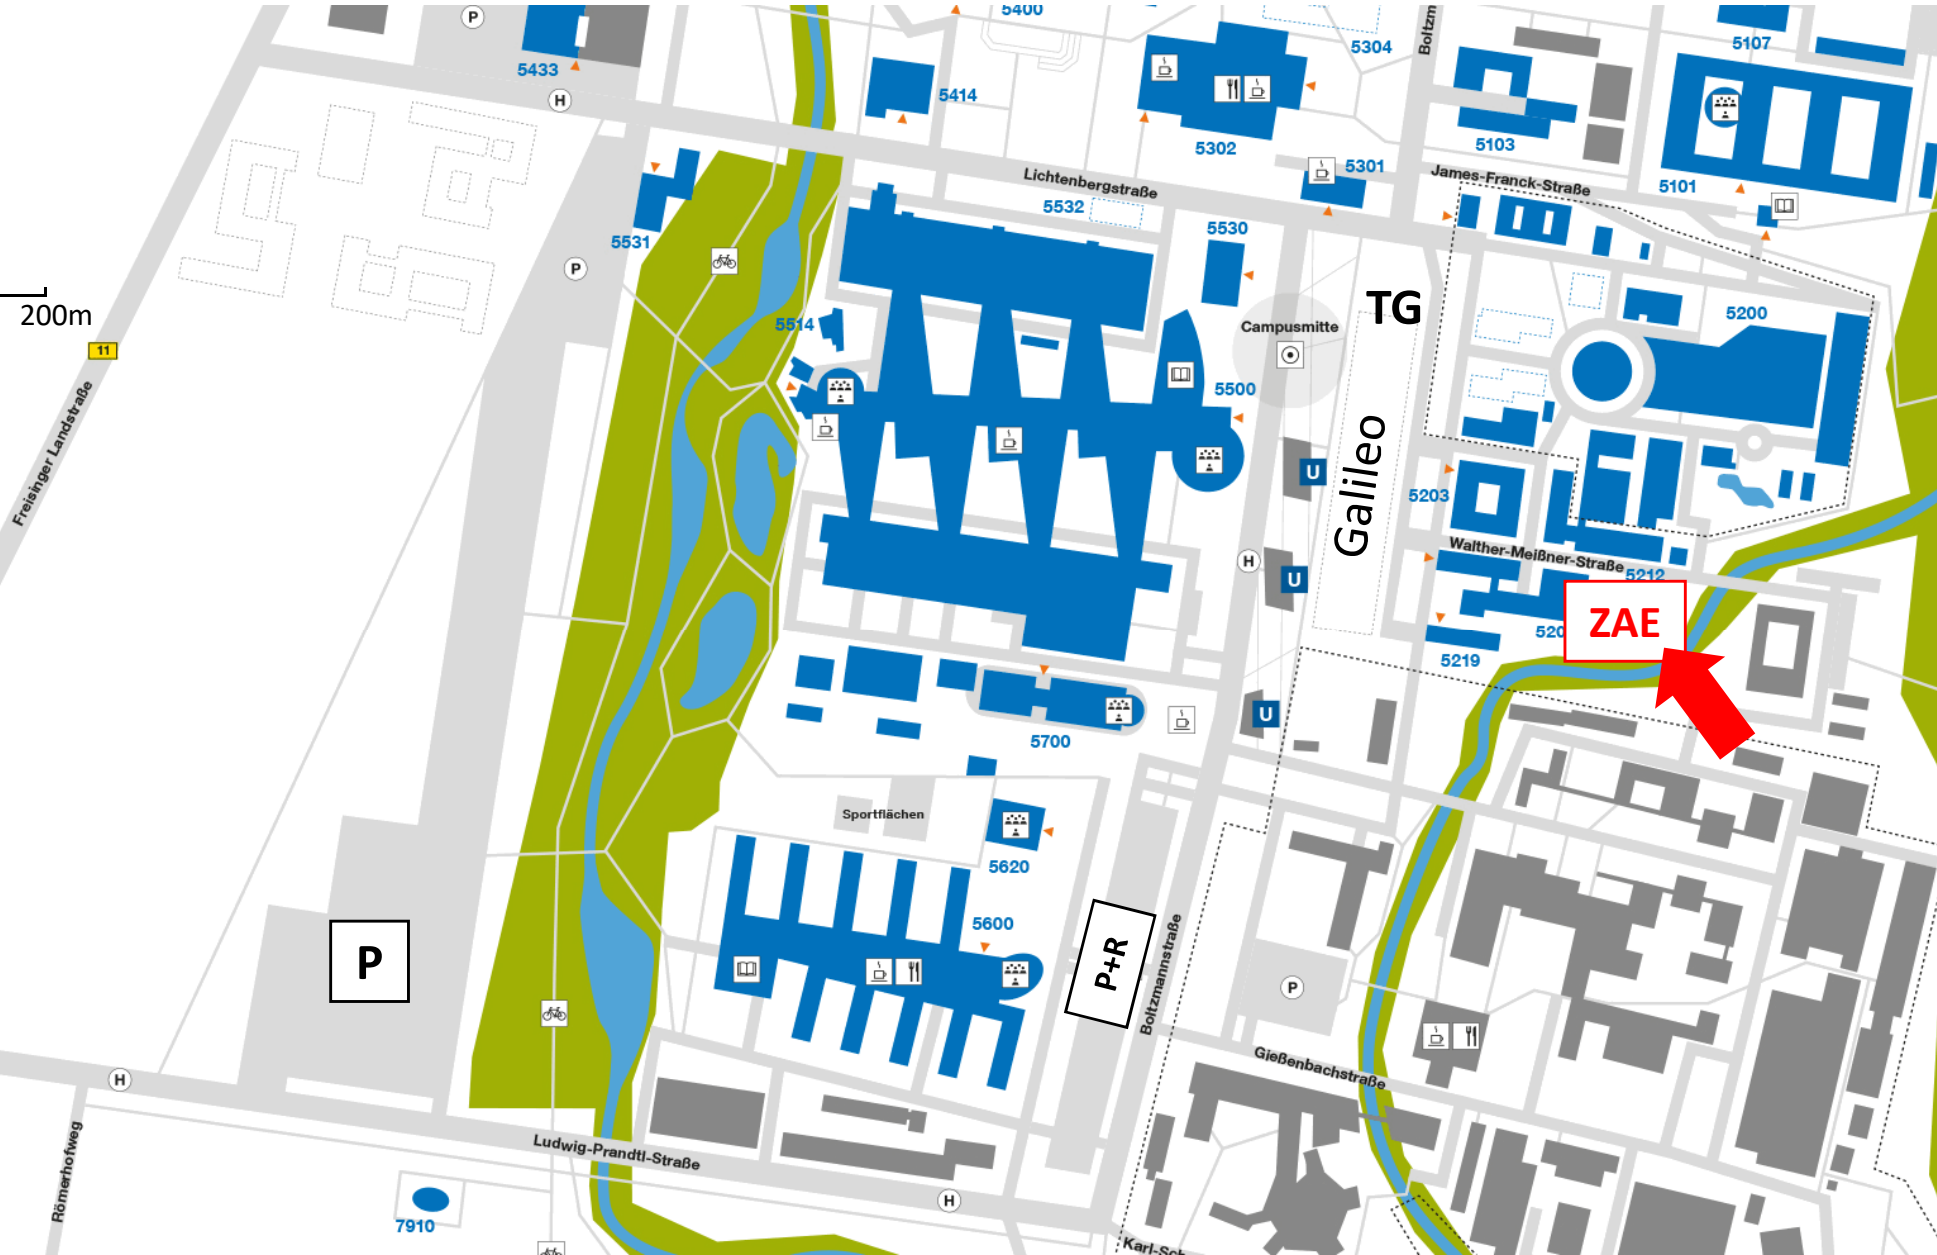 P
5400
5304
Boltzm
5107
5433
H
5414
5302
5103
5301
5101
James-Franck-Straße
Lichtenbergstraße
5532
5531
5530
P
TG
200m
5514
Campusmitte
5200
11
5500
Freisinger Landstraße
Galileo
U
5203
Walther-Meißner-Straße
H
U
5212
ZAE
520
5219
U
5700
Sportflächen
5620
5600
P
P+R
Boltzmannstraße
P
Gießenbachstraße
H
Ludwig-Prandtl-Straße
Römerhofweg
7910
H
Karl-Sch